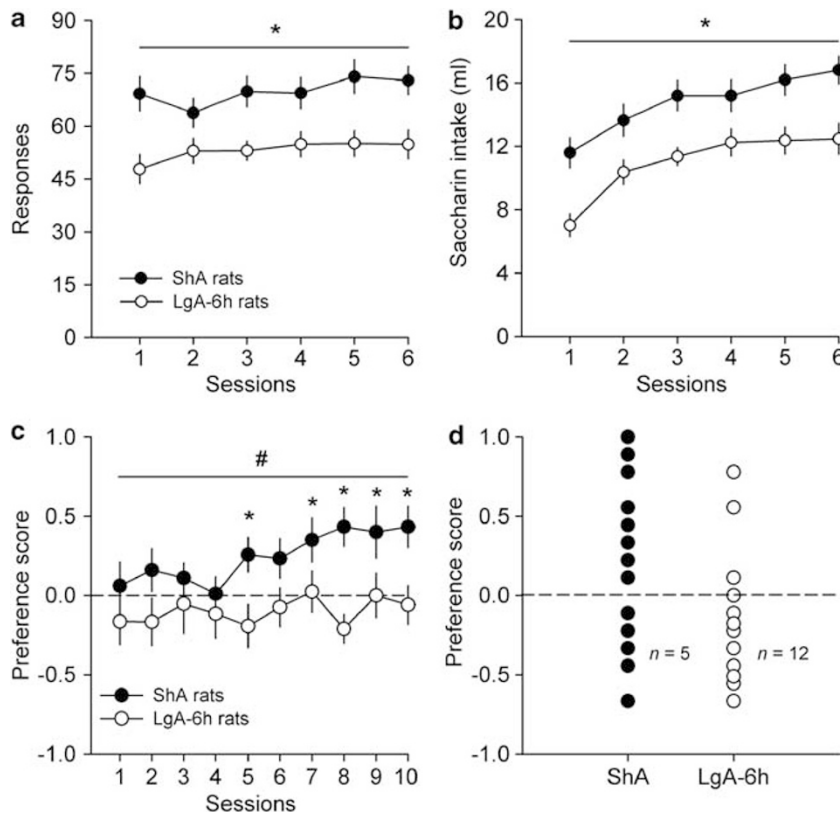 a
*
90
75
60
45
30
15
0
Responses
ShA rats
LgA-6h rats
1 2 3 4 5 6
Sessions
b
*
20
16
12
8
4
0
Saccharin intake (ml)
1 2 3 4 5 6
Sessions
c
#
* * * * *
1.0
0.5
0.0
-0.5
-1.0
Preference score
ShA rats
LgA-6h rats
1 2 3 4 5 6 7 8 9 10
Sessions
d
1.0
0.5
0.0
-0.5
-1.0
Preference score
n = 5
n = 12
ShA LgA-6h